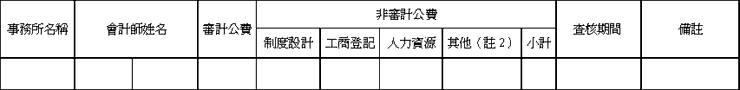 事務所名稱 會計師姓名 審計公費 非審計公費 查核期間 備註
制度設計 工商登記 人力資源 其他（註2） 小計